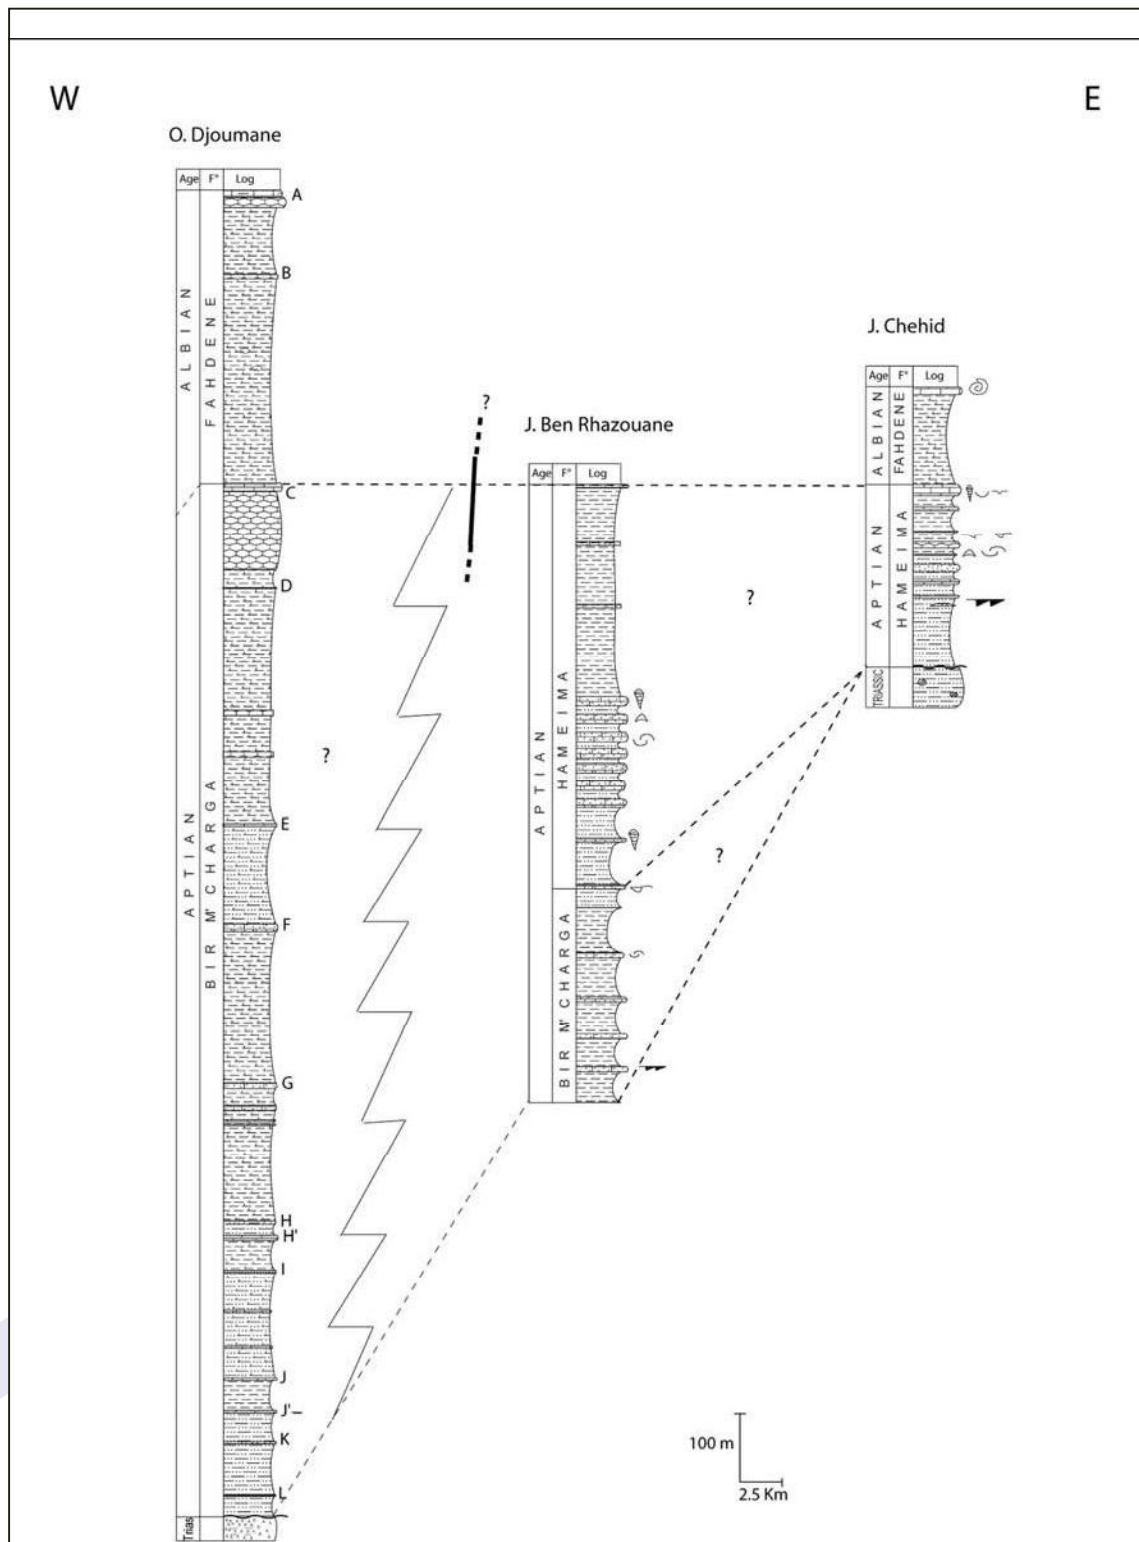 W
E
O. Djoumane
Age F° Log
A
B
ALBIAN
FAHDENE
C
D
E
F
APTIAN
BIR M' CHARGA
G
H
H'
I
J
J'
K
L
Trias
?
?
J. Ben Rhazouane
Age F° Log
APTIAN
HAMEIMA
BIR M' CHARGA
?
?
J. Chehid
Age F° Log
ALBIAN
FAHDENE
APTIAN
HAMEIMA
TRIASSIC
100 m
2.5 Km